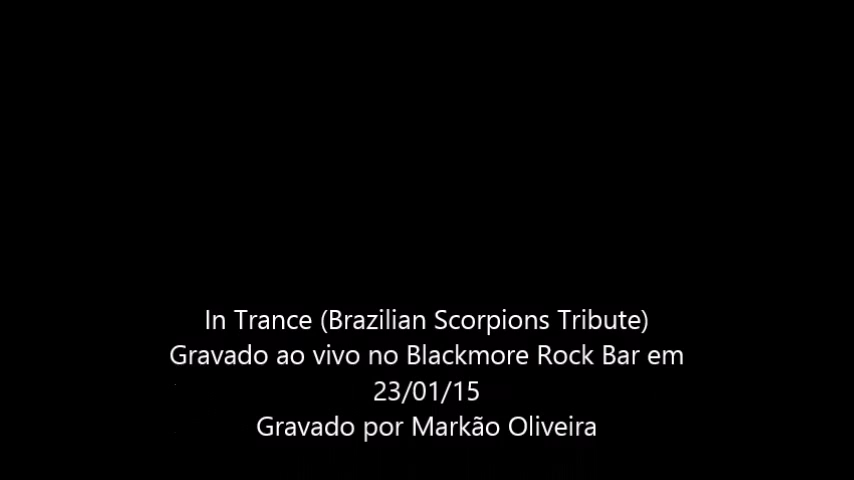 In Trance (Brazilian Scorpions Tribute)
Gravado ao vivo no Blackmore Rock Bar em
23/01/15
Gravado por Markão Oliveira